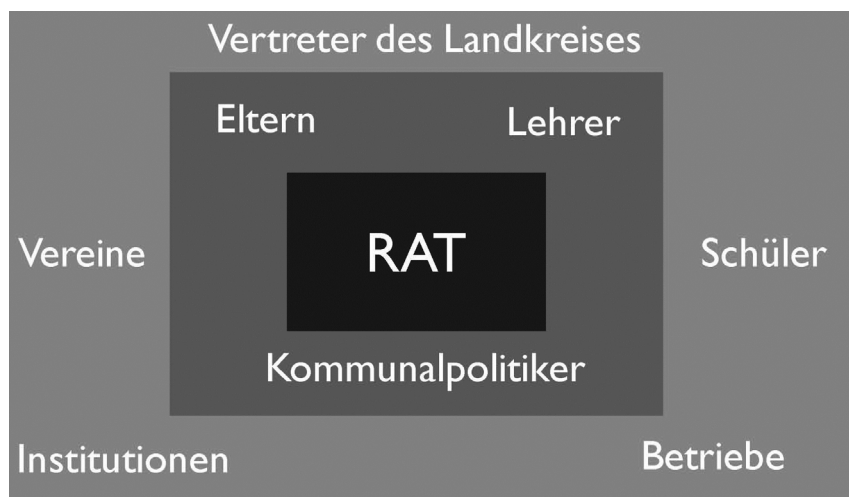 Vertreter des Landkreises
Eltern
Lehrer
RAT
Vereine
Schüler
Kommunalpolitiker
Institutionen
Betriebe